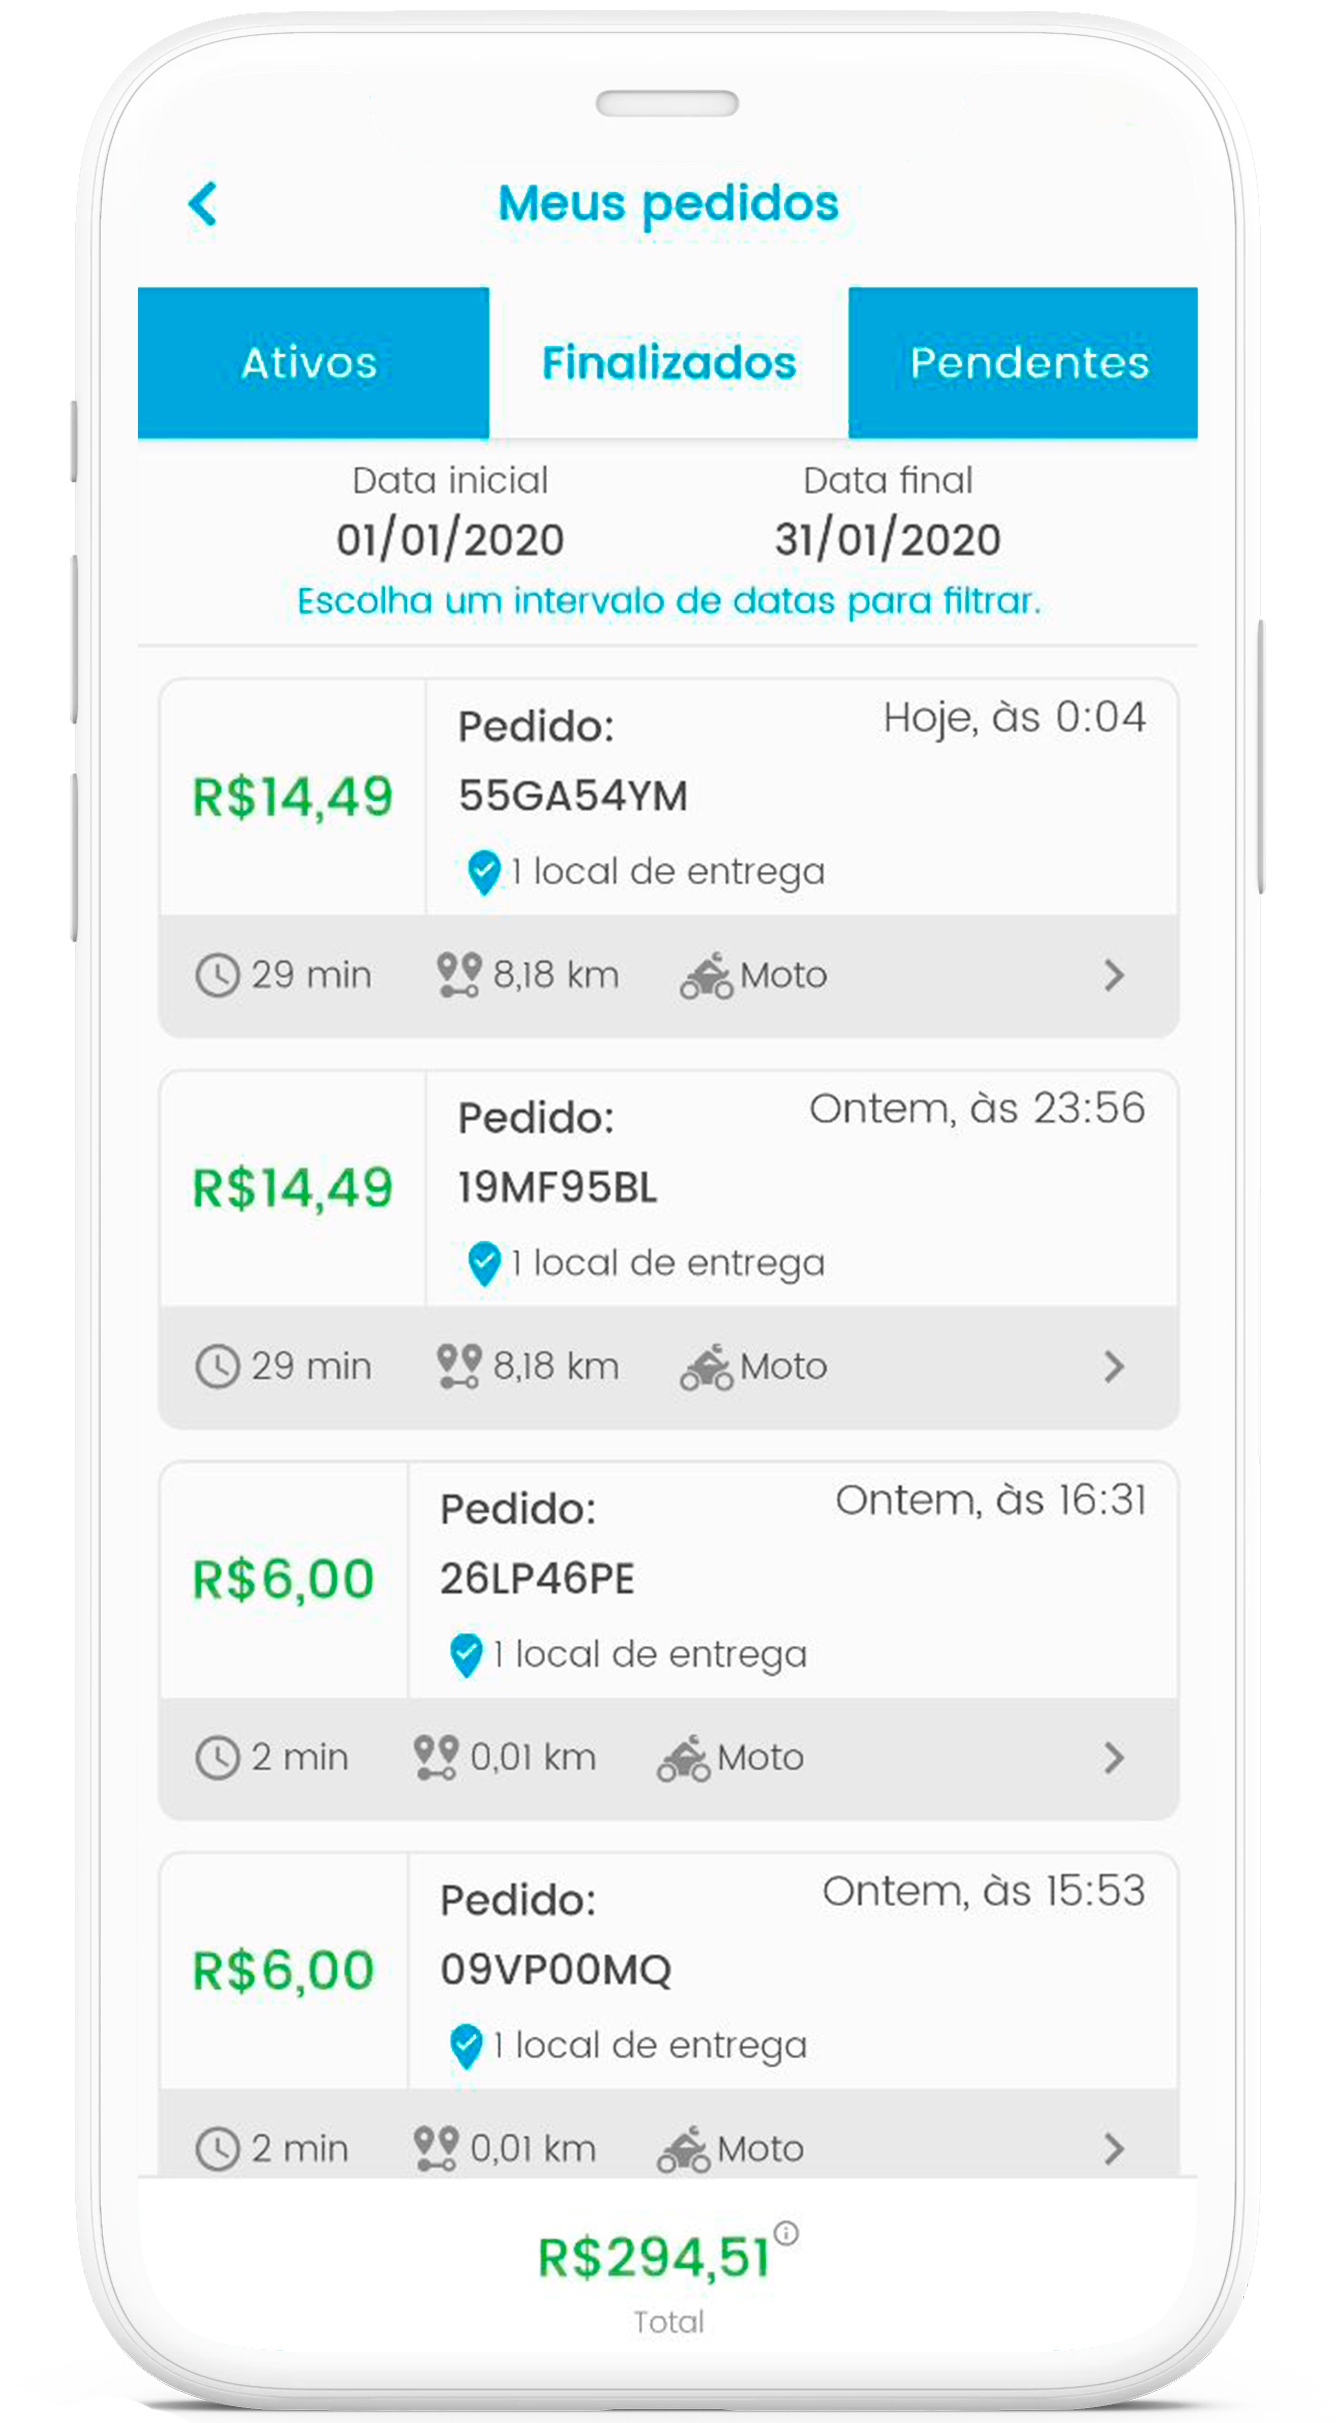 Meus pedidos
Ativos Finalizados Pendentes
Data inicial Data final
01/01/2020 31/01/2020
Escolha um intervalo de datas para filtrar.
Pedido: Hoje, às 0:04
R$14,49 55GA54YM
1 local de entrega
29 min 8,18 km Moto
Pedido: Ontem, às 23:56
R$14,49 19MF95BL
1 local de entrega
29 min 8,18 km Moto
Pedido: Ontem, às 16:31
R$6,00 26LP46PE
1 local de entrega
2 min 0,01 km Moto
Pedido: Ontem, às 15:53
R$6,00 09VP00MQ
1 local de entrega
2 min 0,01 km Moto
R$294,51
Total